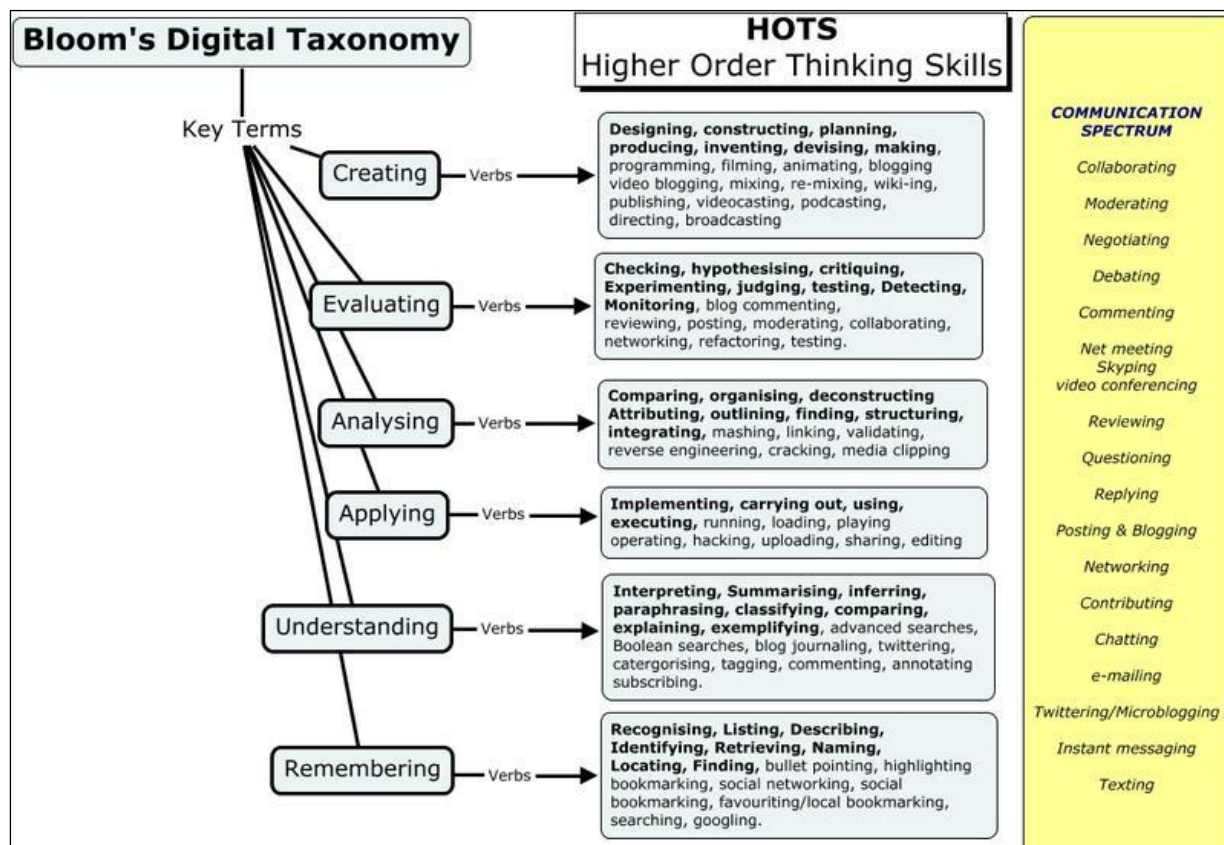 Bloom's Digital Taxonomy
Key Terms
HOTS
Higher Order Thinking Skills
Creating
Verbs
Designing, constructing, planning,
producing, inventing, devising, making,
programming, filming, animating, blogging
video blogging, mixing, re-mixing, wiki-ing,
publishing, videocasting, podcasting,
directing, broadcasting
Evaluating
Verbs
Checking, hypothesising, critiquing,
Experimenting, judging, testing, Detecting,
Monitoring, blog commenting,
reviewing, posting, moderating, collaborating,
networking, refactoring, testing.
Analysing
Verbs
Comparing, organising, deconstructing
Attributing, outlining, finding, structuring,
integrating, mashing, linking, validating,
reverse engineering, cracking, media clipping
Applying
Verbs
Implementing, carrying out, using,
executing, running, loading, playing
operating, hacking, uploading, sharing, editing
Understanding
Verbs
Interpreting, Summarising, inferring,
paraphrasing, classifying, comparing,
explaining, exemplifying, advanced searches,
Boolean searches, blog journaling, twittering,
catergorising, tagging, commenting, annotating
subscribing.
Remembering
Verbs
Recognising, Listing, Describing,
Identifying, Retrieving, Naming,
Locating, Finding, bullet pointing, highlighting
bookmarking, social networking, social
bookmarking, favouriting/local bookmarking,
searching, googling.
COMMUNICATION
SPECTRUM
Collaborating
Moderating
Negotiating
Debating
Commenting
Net meeting
Skyping
video conferencing
Reviewing
Questioning
Replying
Posting & Blogging
Networking
Contributing
Chatting
e-mailing
Twittering/Microblogging
Instant messaging
Texting